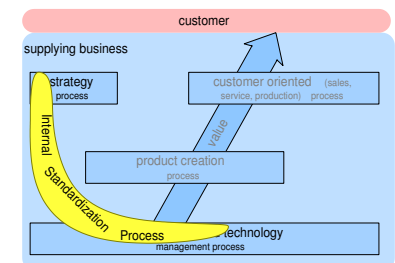 customer
supplying business
strategy
process
customer oriented (sales,
service, production) process
value
Internal
Standardization
Process
product creation
process
technology
management process